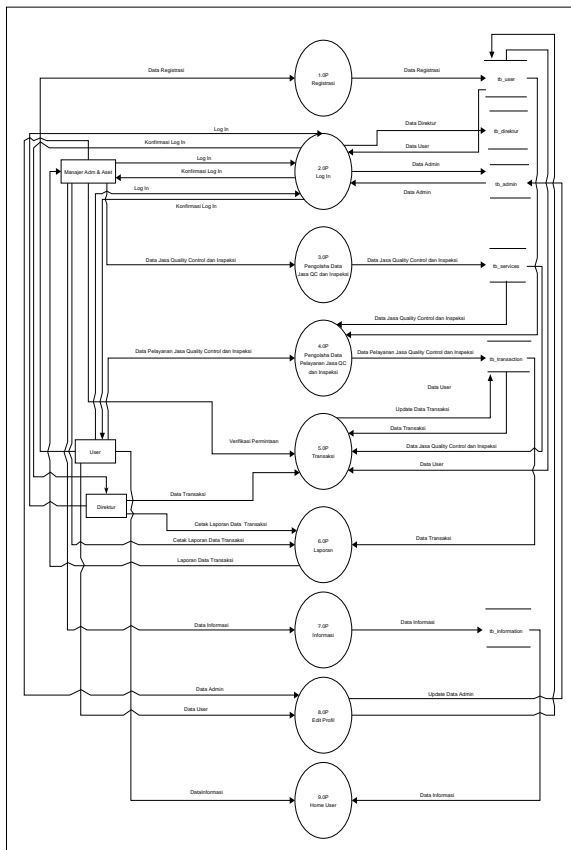 Data Registrasi
1.0P
Registrasi
Data Registrasi
tb_user
Log In
Data Direktur
tb_direktur
Konfirmasi Log In
Data User
Manajer Adm & Aset
Log In
2.0P
Log In
Data Admin
Konfirmasi Log In
tb_admin
Log In
Data Admin
Konfirmasi Log In
3.0P
Pengolaha Data
Jasa QC dan Inspeksi
Data Jasa Quality Control dan Inspeksi
Data Jasa Quality Control dan Inspeksi
tb_services
Data Jasa Quality Control dan Inspeksi
4.0P
Pengolaha Data
Pelayanan Jasa QC
dan Inspeksi
Data Pelayanan Jasa Quality Control dan Inspeksi
Data Pelayanan Jasa Quality Control dan Inspeksi
tb_transaction
Data User
Update Data Transaksi
Data Transaksi
Verifikasi Permintaan
User
5.0P
Transaksi
Data Jasa Quality Control dan Inspeksi
Data User
Direktur
Data Transaksi
Cetak Laporan Data Transaksi
6.0P
Laporan
Cetak Laporan Data Transaksi
Data Transaksi
Laporan Data Transaksi
7.0P
Informasi
Data Informasi
Data Informasi
tb_information
Data Admin
Update Data Admin
Data User
8.0P
Edit Profil
DataInformasi
9.0P
Home User
Data Informasi